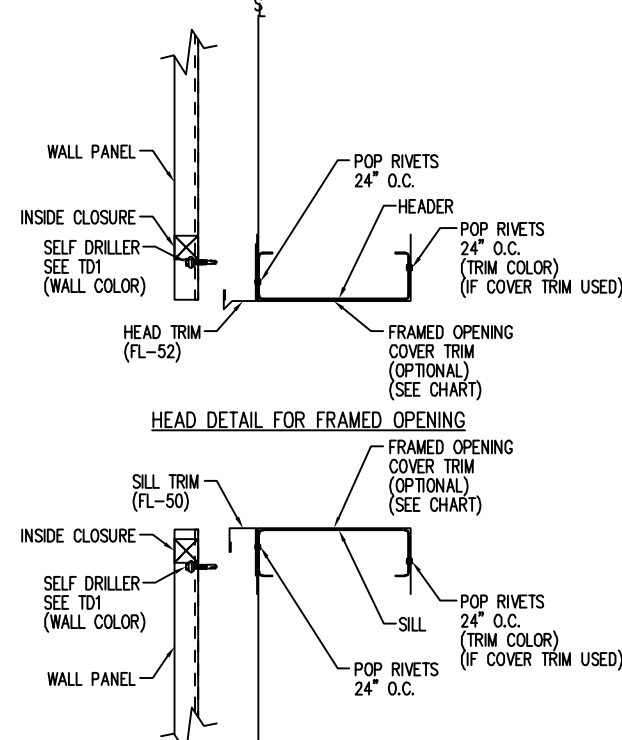 WALL PANEL
INSIDE CLOSURE
SELF DRILLER
SEE TD1
(WALL COLOR)
POP RIVETS
24" O.C.
HEADER
POP RIVETS
24" O.C.
(TRIM COLOR)
(IF COVER TRIM USED)
HEAD TRIM
(FL-52)
FRAMED OPENING
COVER TRIM
(OPTIONAL)
(SEE CHART)
HEAD DETAIL FOR FRAMED OPENING
FRAMED OPENING
COVER TRIM
(OPTIONAL)
(SEE CHART)
SILL TRIM
(FL-50)
INSIDE CLOSURE
SELF DRILLER
SEE TD1
(WALL COLOR)
WALL PANEL
SILL
POP RIVETS
24" O.C.
(TRIM COLOR)
(IF COVER TRIM USED)
POP RIVETS
24" O.C.